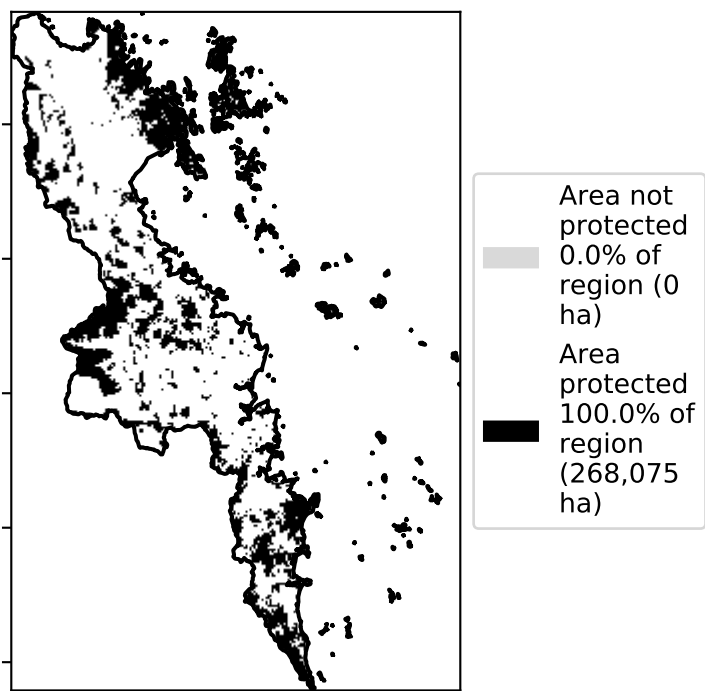 Area not
protected
0.0% of
region (0
ha)
Area
protected
100.0% of
region
(268,075
ha)